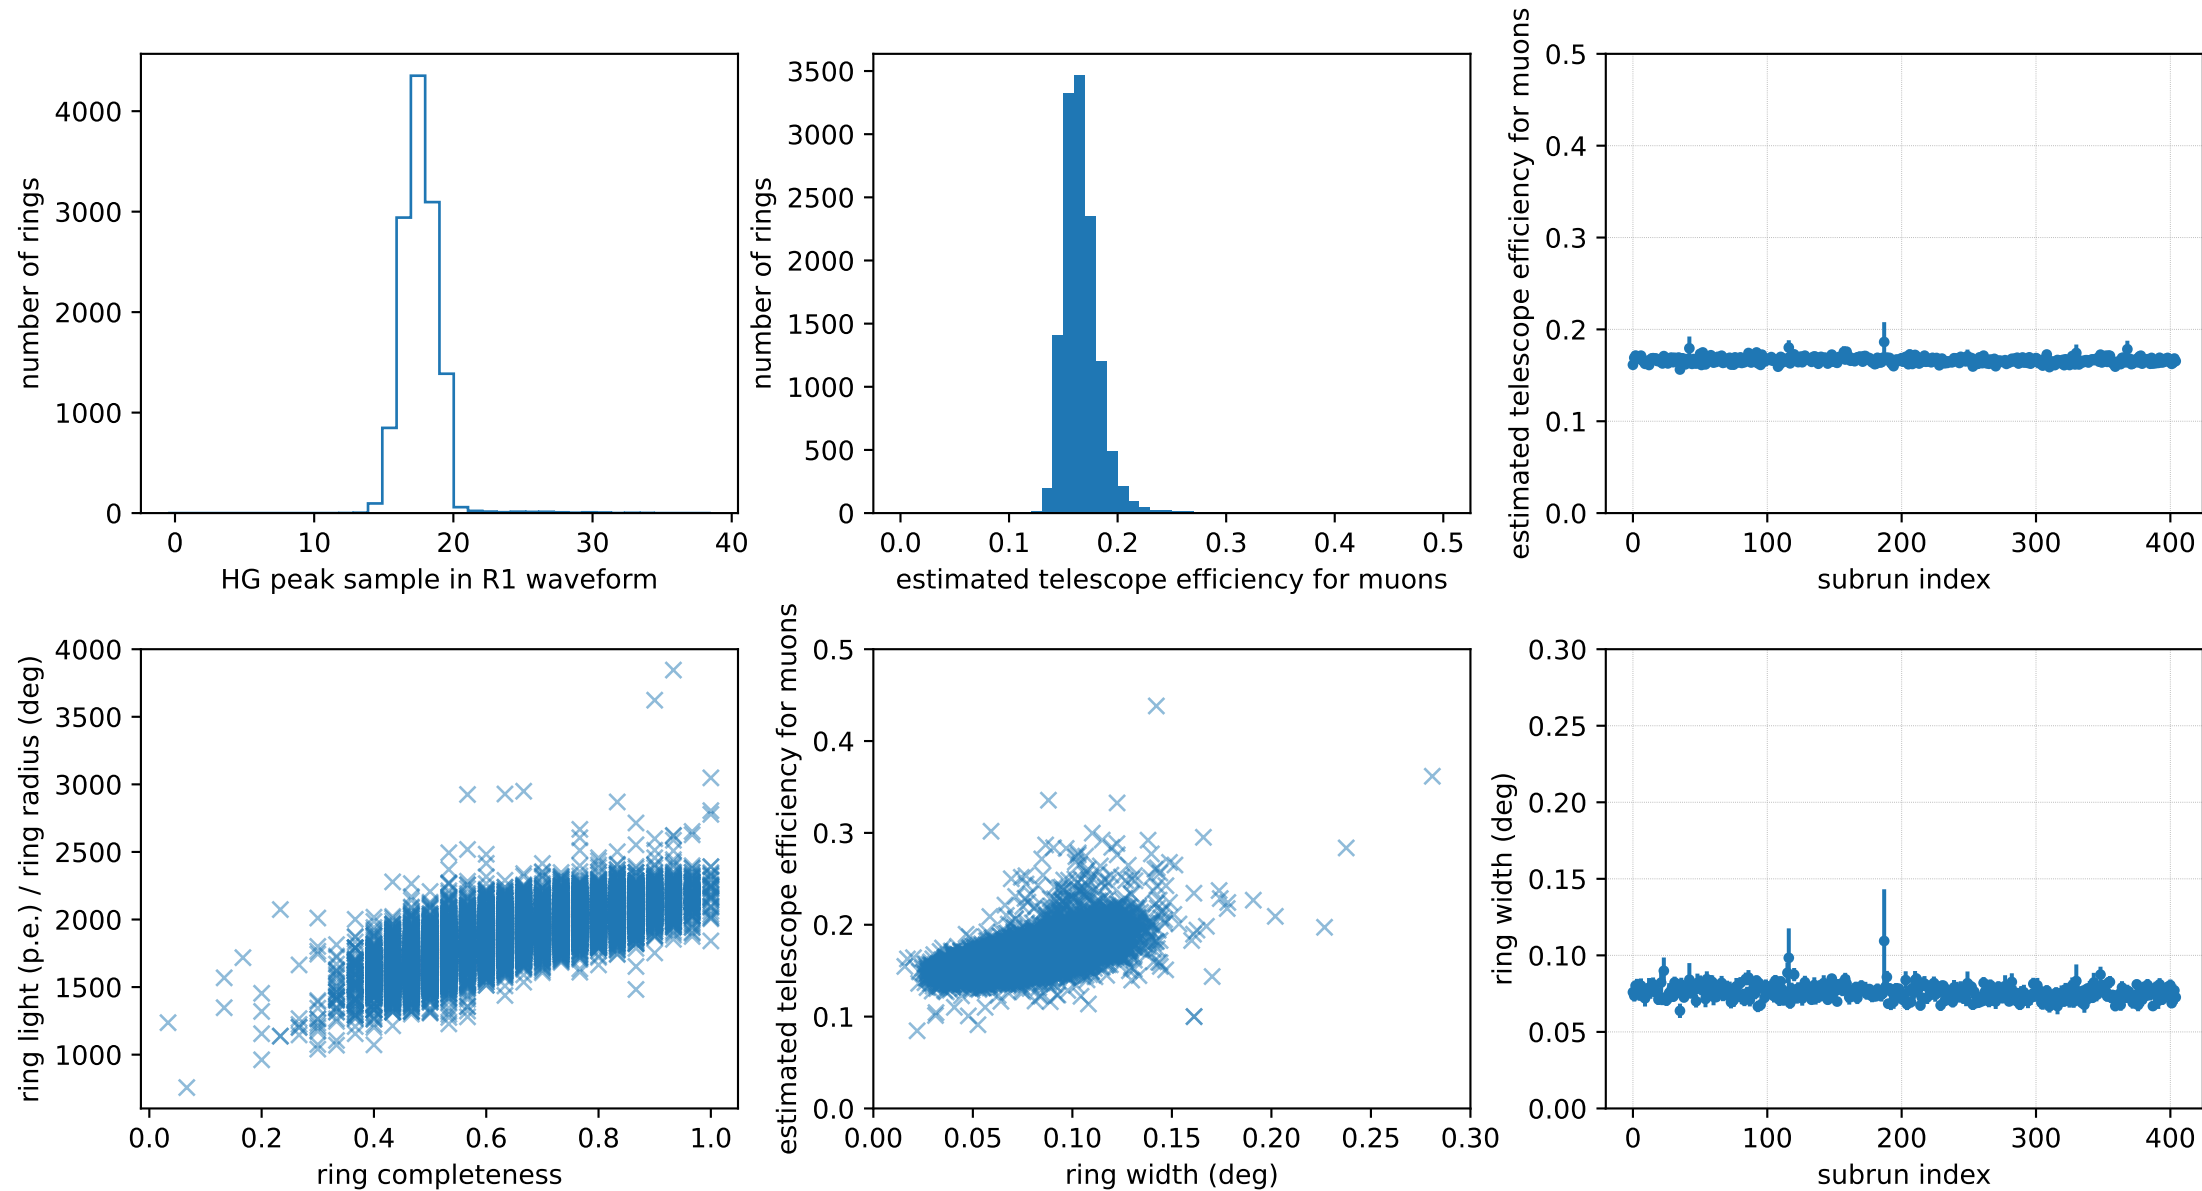 number of rings
4000
3000
2000
1000
0
0 10 20 30 40
HG peak sample in R1 waveform
number of rings
3500
3000
2500
2000
1500
1000
500
0
0.0 0.1 0.2 0.3 0.4 0.5
estimated telescope efficiency for muons
estimated telescope efficiency for muons
0.5
0.4
0.3
0.2
0.1
0.0
0 100 200 300 400
subrun index
ring light (p.e.) / ring radius (deg)
4000
3500
3000
2500
2000
1500
1000
0.0 0.2 0.4 0.6 0.8 1.0
ring completeness
estimated telescope efficiency for muons
0.5
0.4
0.3
0.2
0.1
0.0
0.00 0.05 0.10 0.15 0.20 0.25 0.30
ring width (deg)
ring width (deg)
0.30
0.25
0.20
0.15
0.10
0.05
0.00
0 100 200 300 400
subrun index